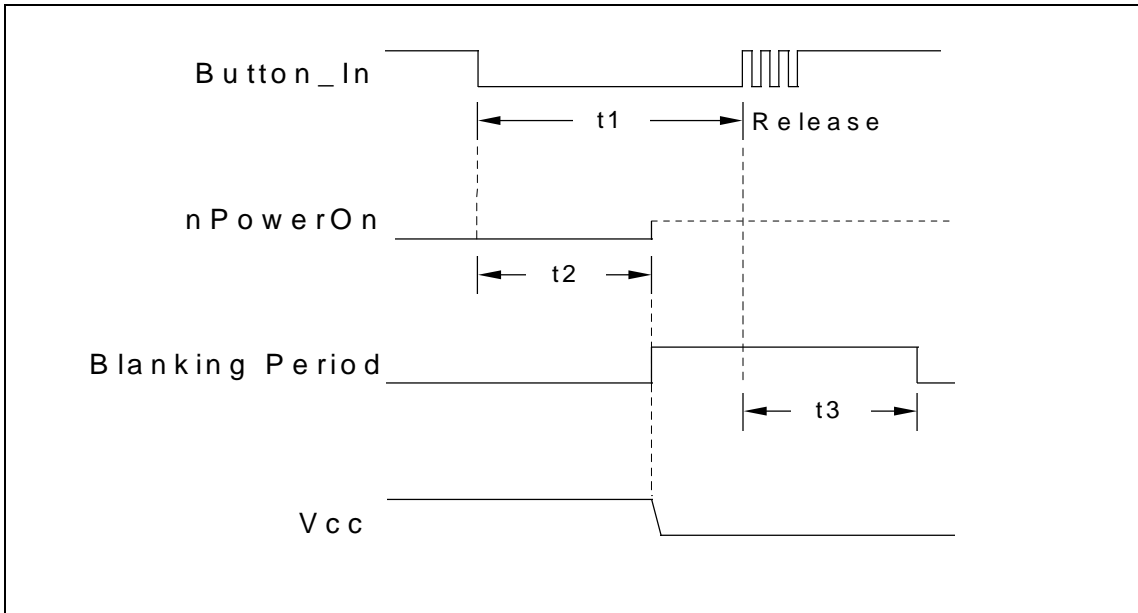 Button_In
t1
Release
nPowerOn
t2
Blanking Period
t3
Vcc